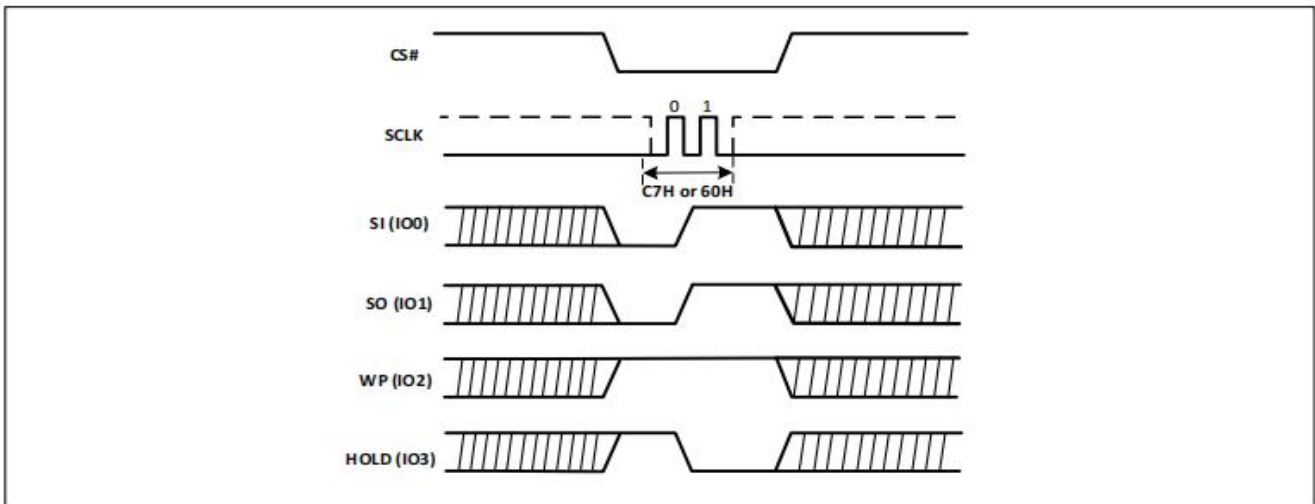 CS#
0 1
SCLK
C7H or 60H
SI (IO0)
SO (IO1)
WP (IO2)
HOLD (IO3)